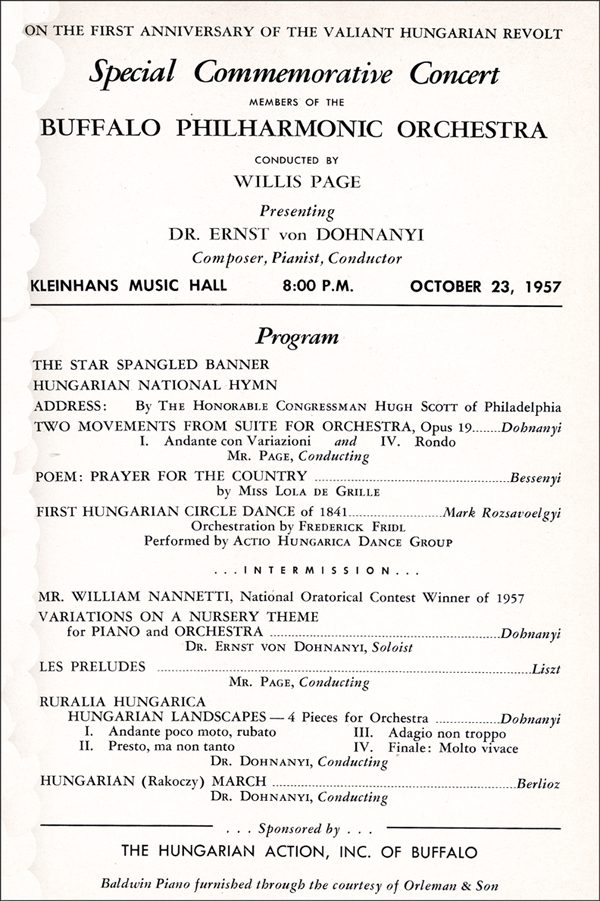 ON THE FIRST ANNIVERSARY OF THE VALIANT HUNGARIAN REVOLT
Special Commemorative Concert
MEMBERS OF THE
BUFFALO PHILHARMONIC ORCHESTRA
CONDUCTED BY
WILLIS PAGE
Presenting
DR. ERNST von DOHNANYI
Composer, Pianist, Conductor
KLEINHANS MUSIC HALL 8:00 P.M. OCTOBER 23, 1957
Program
THE STAR SPANGLED BANNER
HUNGARIAN NATIONAL HYMN
ADDRESS: By THE HONORABLE CONGRESSMAN HUGH SCOTT of Philadelphia
TWO MOVEMENTS FROM SUITE FOR ORCHESTRA, Opus 19........Dohnanyi
I. Andante con Variazioni and IV. Rondo
MR. PAGE, Conducting
POEM: PRAYER FOR THE COUNTRY ........Bessenyi
by MISS LOLA DE GRILLE
FIRST HUNGARIAN CIRCLE DANCE of 1841........Mark Rozsavoelgyi
Orchestration by FREDERICK FRIDL
Performed by ACTIO HUNGARICA DANCE GROUP
...INTERMISSION...
MR. WILLIAM NANNETTI, National Oratorical Contest Winner of 1957
VARIATIONS ON A NURSERY THEME
for PIANO and ORCHESTRA ........Dohnanyi
DR. ERNST VON DOHNANYI, Soloist
LES PRELUDES ........Liszt
MR. PAGE, Conducting
RURALIA HUNGARICA
HUNGARIAN LANDSCAPES — 4 Pieces for Orchestra ........Dohnanyi
I. Andante poco moto, rubato III. Adagio non troppo
II. Presto, ma non tanto IV. Finale: Molto vivace
DR. DOHNANYI, Conducting
HUNGARIAN (Rakoczy) MARCH ........Berlioz
DR. DOHNANYI, Conducting
... Sponsored by ...
THE HUNGARIAN ACTION, INC. OF BUFFALO
Baldwin Piano furnished through the courtesy of Orleman & Son